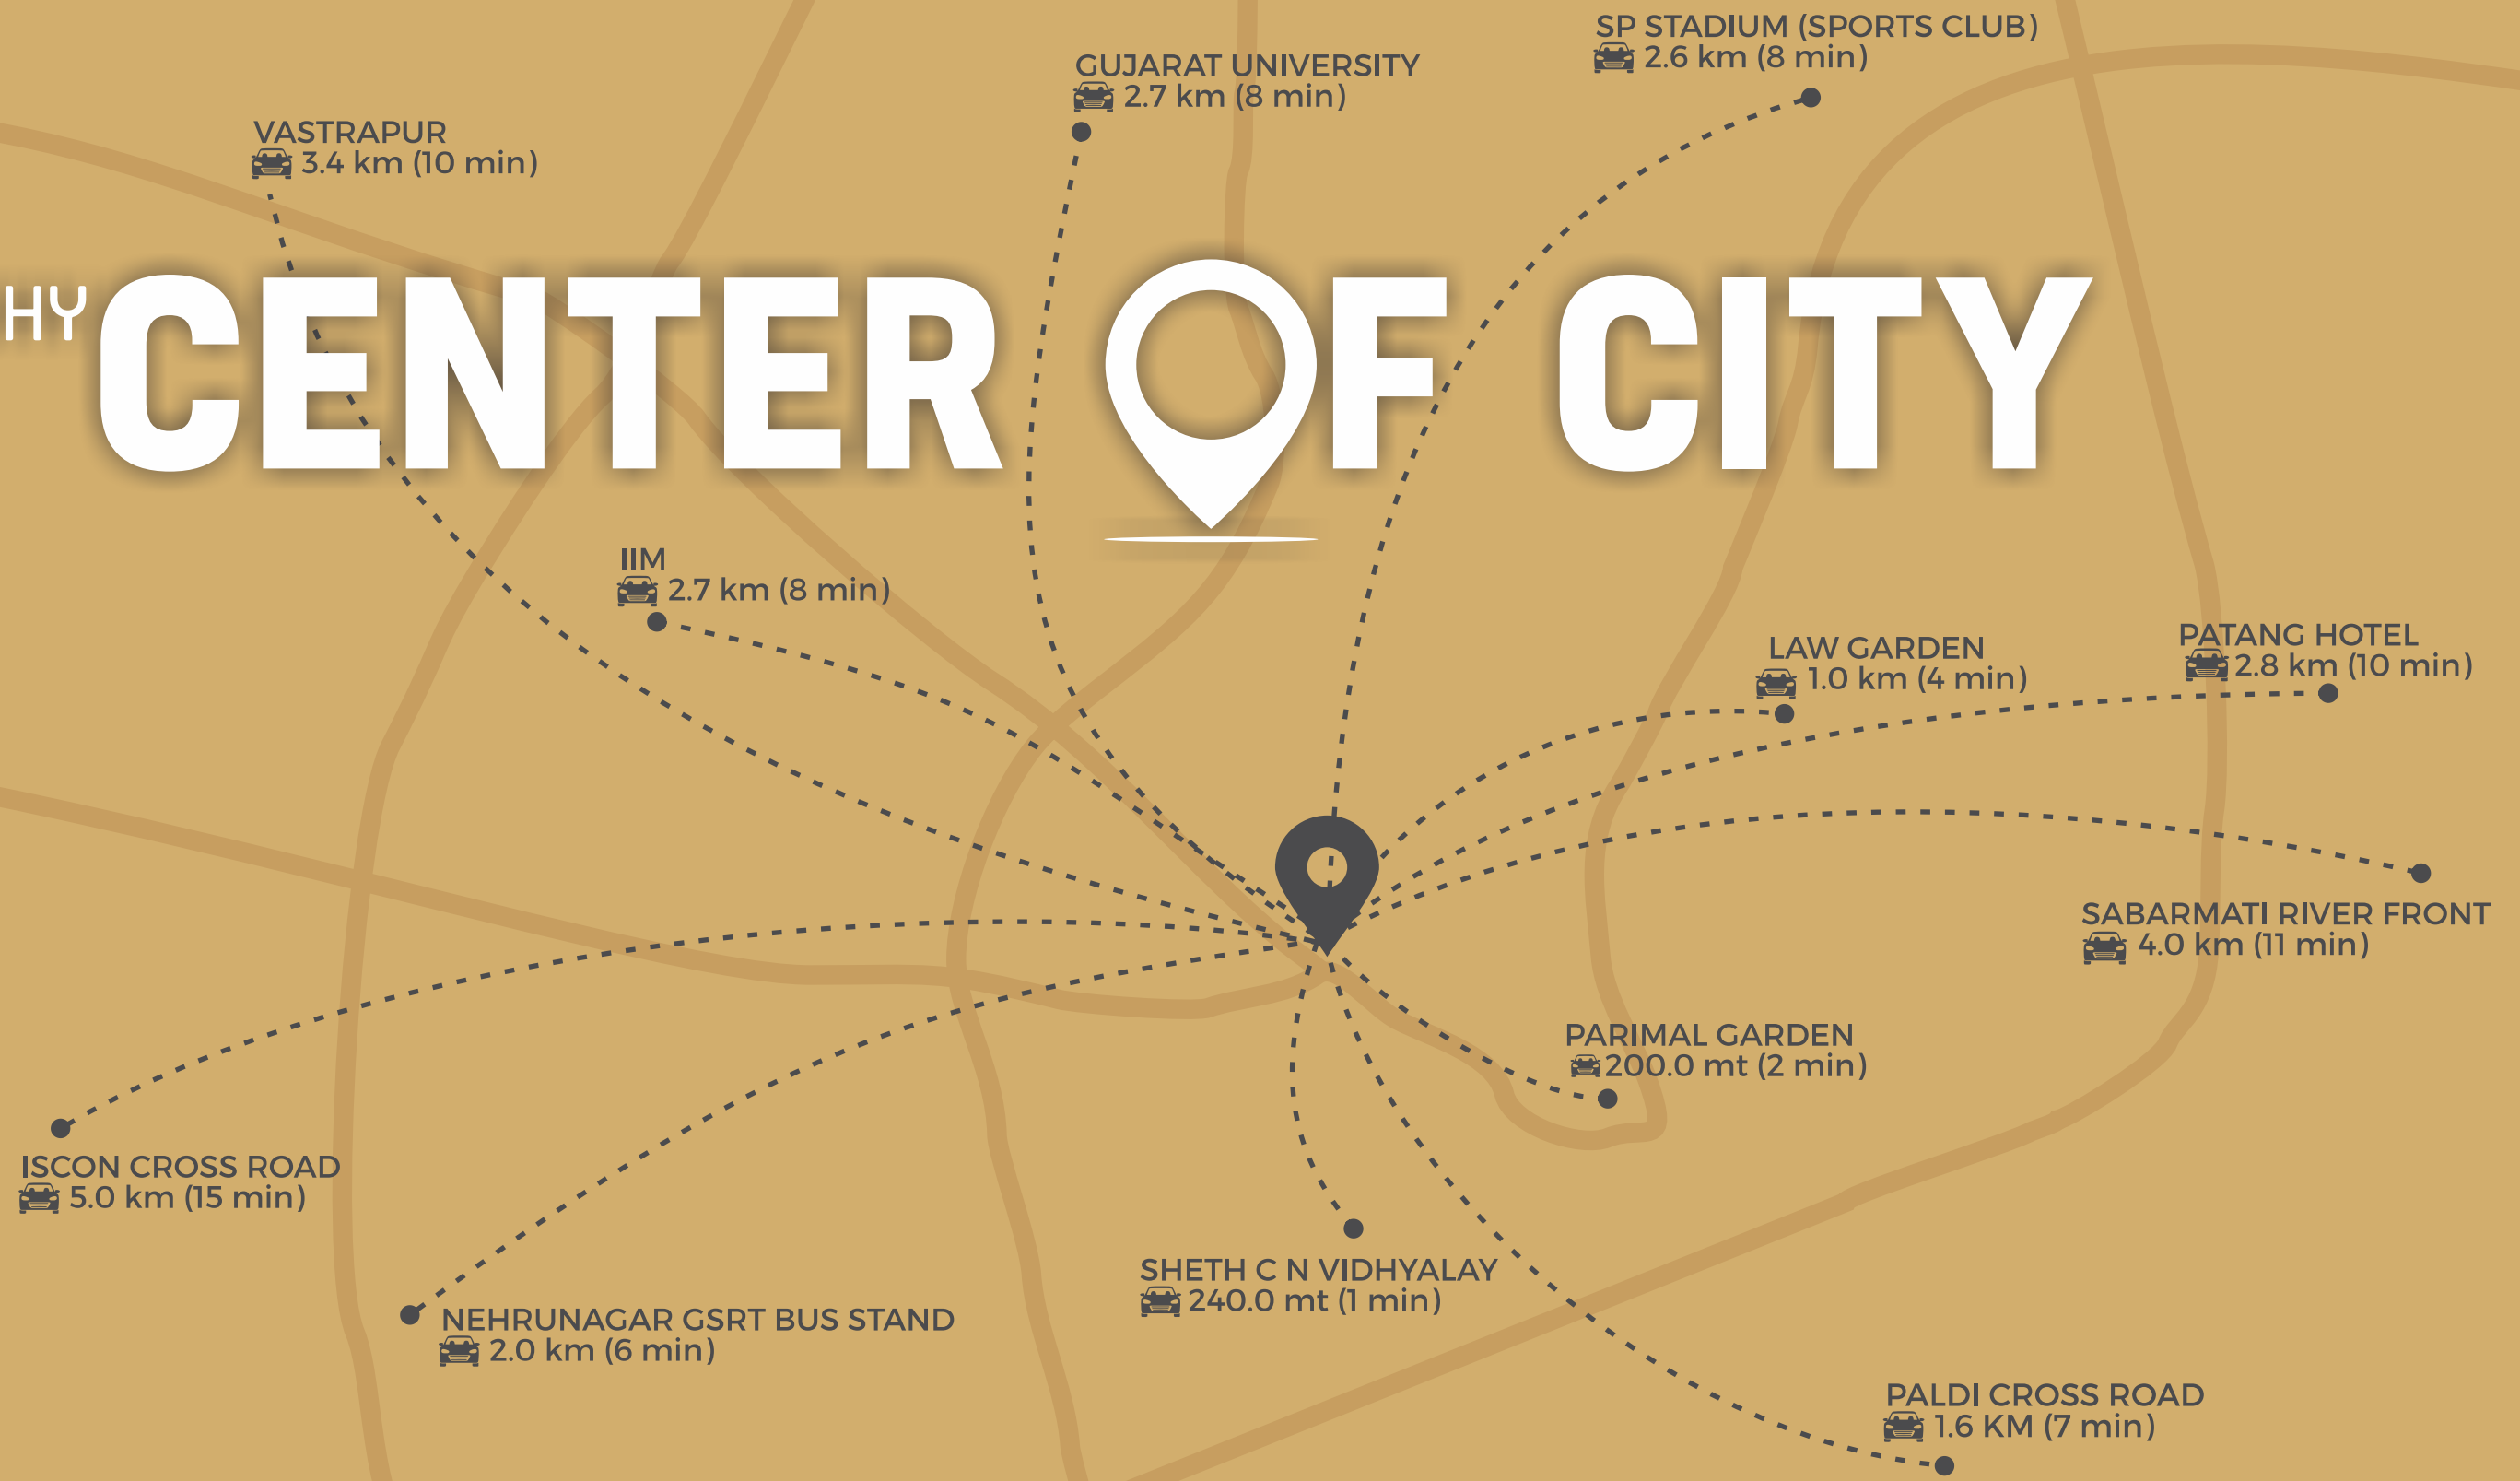 SP STADIUM (SPORTS CLUB)
2.6 km (8 min)
GUJARAT UNIVERSITY
2.7 km (8 min)
VASTRAPUR
3.4 km (10 min)
HY CENTER OF CITY
IIM
2.7 km (8 min)
LAW GARDEN
1.0 km (4 min)
PATANG HOTEL
2.8 km (10 min)
SABARMATI RIVER FRONT
4.0 km (11 min)
PARIMAL GARDEN
200.0 mt (2 min)
ISCON CROSS ROAD
5.0 km (15 min)
SHETH C N VIDHYALAY
240.0 mt (1 min)
NEHRUNAGAR GSRT BUS STAND
2.0 km (6 min)
PALDI CROSS ROAD
1.6 KM (7 min)